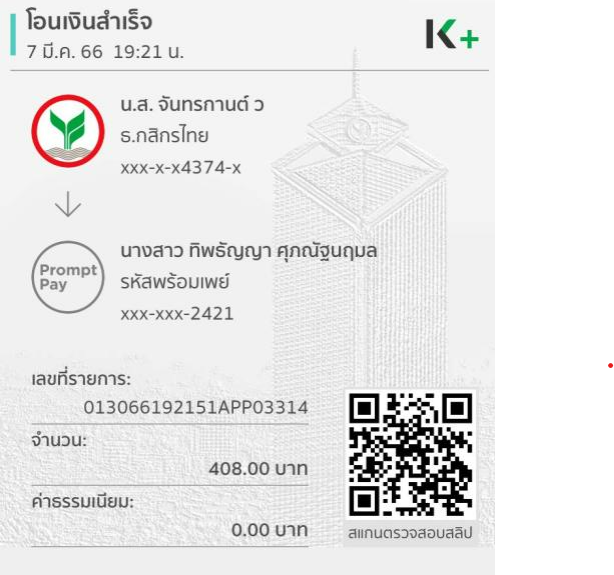 โอนเงินสำเร็จ
7 มี.ค. 66 19:21 น.
K+
น.ส. จันทรกานต์ ว
ธ.กสิกรไทย
xxx-x-x4374-x
Prompt
Pay
นางสาว ทิพธัญญา ศุภณัฐนฤมล
รหัสพร้อมเพย์
xxx-xxx-2421
เลขที่รายการ:
013066192151APP03314
จำนวน:
408.00 บาท
ค่าธรรมเนียม:
0.00 บาท
สแกนตรวจสอบสลิป